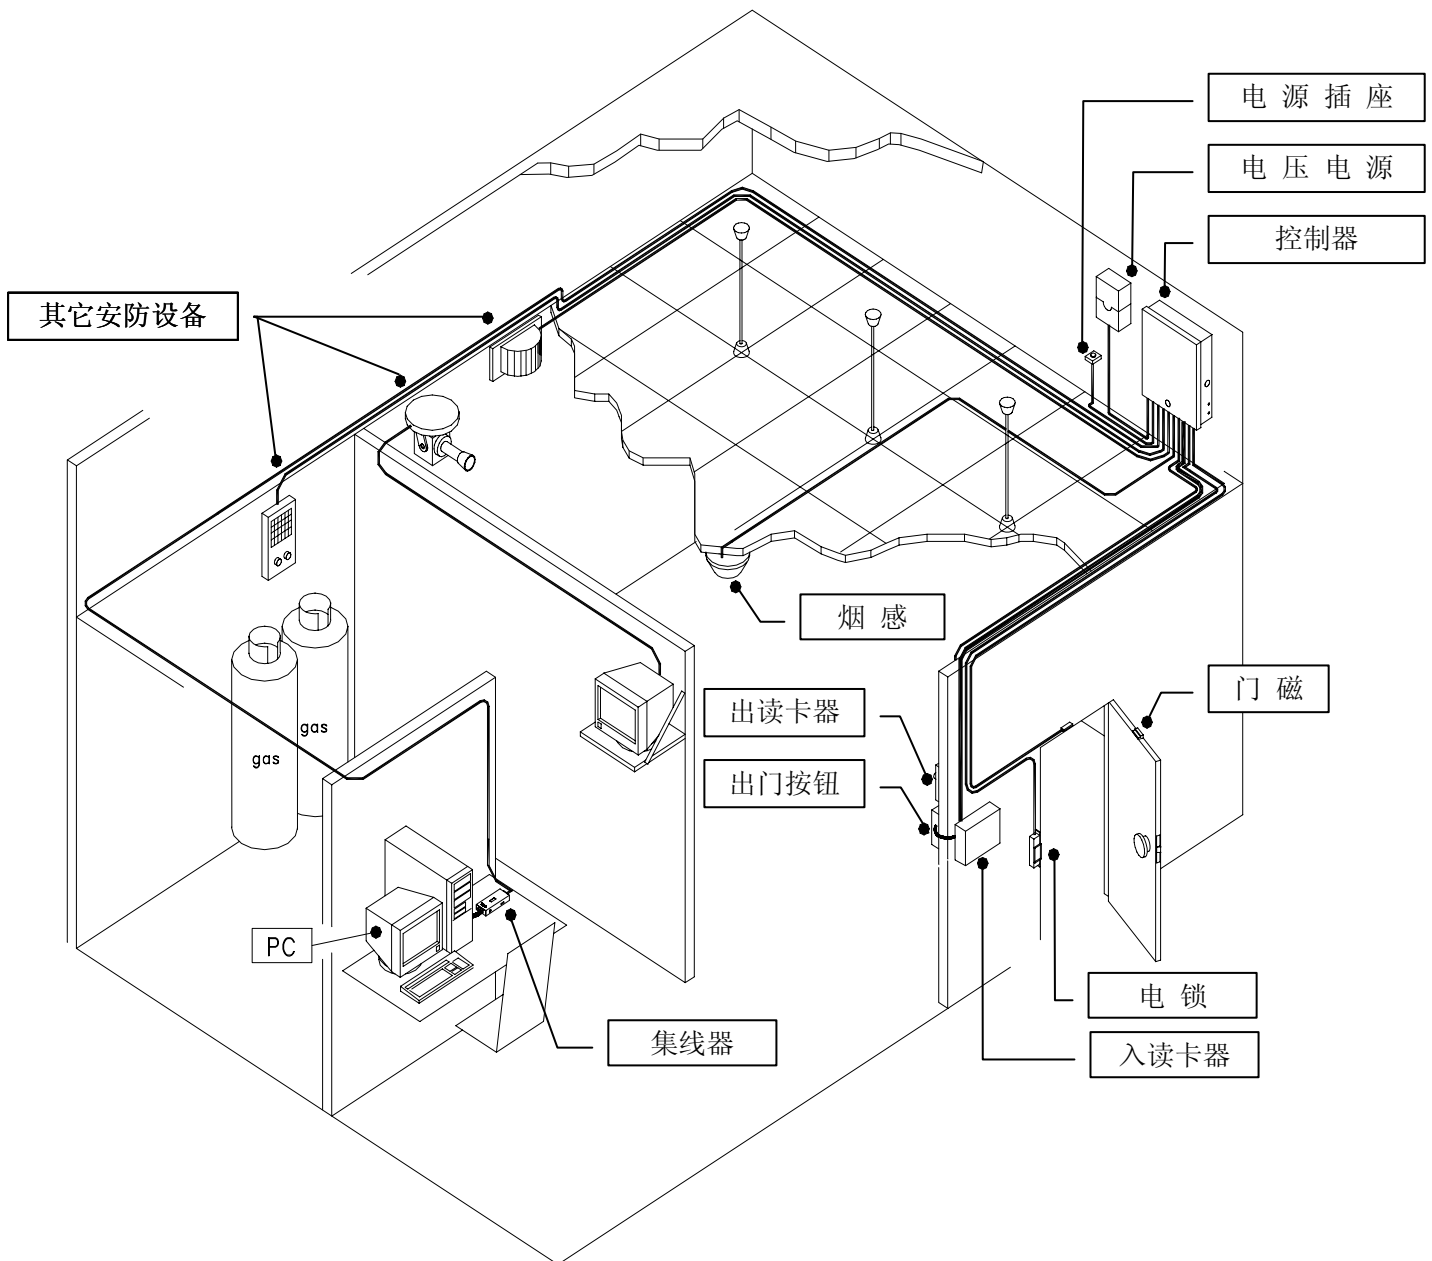 电 源 插 座
电 压 电 源
控制器
其它安防设备
烟 感
门 磁
出读卡器
出门按钮
gas
gas
PC
电 锁
集线器
入读卡器